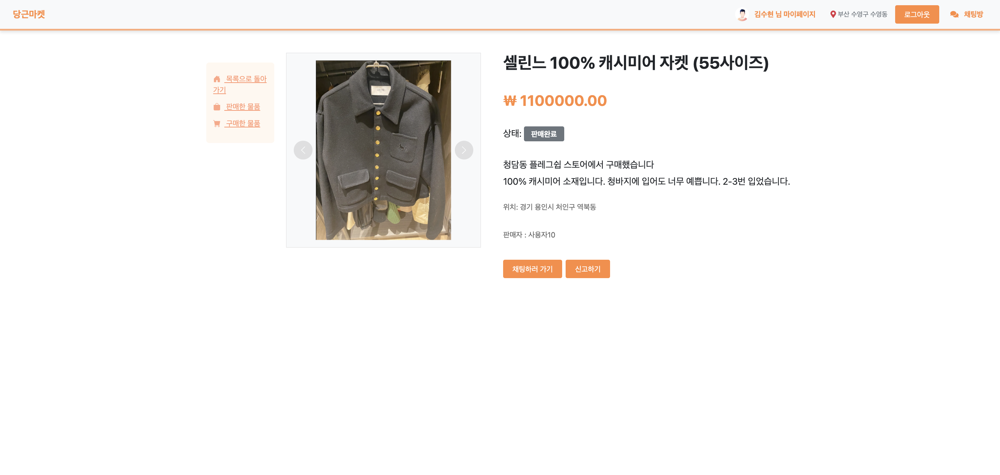 당근마켓
김수현 님 마이페이지
부산 수영구 수영동
로그아웃
채팅방
목록으로 돌아
가기
판매한 물품
구매한 물품
CELINE
셀린느 100% 캐시미어 자켓 (55사이즈)
₩ 1100000.00
상태: 판매완료
청담동 플레그쉽 스토어에서 구매했습니다
100% 캐시미어 소재입니다. 청바지에 입어도 너무 예쁩니다. 2-3번 입었습니다.
위치: 경기 용인시 처인구 역북동
판매자 : 사용자10
채팅하러 가기
신고하기